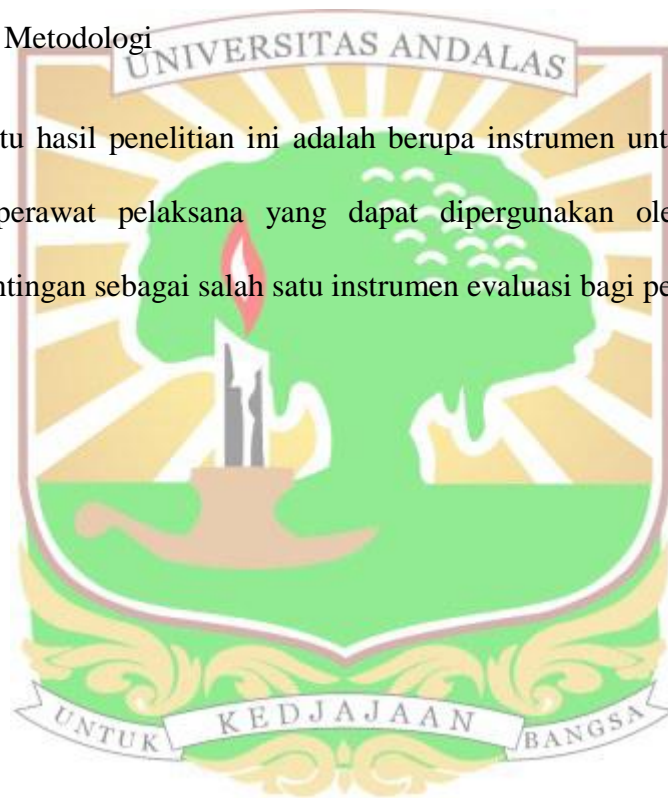 Metodologi
UNIVERSITAS ANDALAS
tu hasil penelitian ini adalah berupa instrumen unt
perawat pelaksana yang dapat dipergunakan ole
ntingan sebagai salah satu instrumen evaluasi bagi pe
UNTUK KEDJAJAAN BANGSA